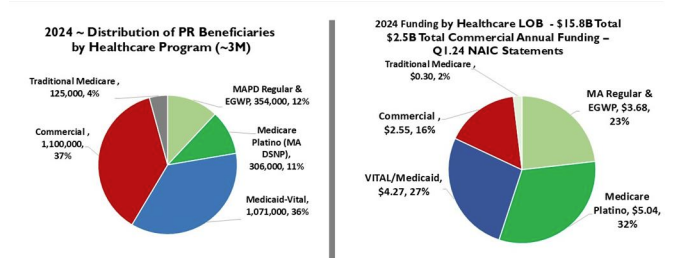 2024 ~ Distribution of PR Beneficiaries
by Healthcare Program (~3M)
Traditional Medicare ,
125,000, 4%
MAPD Regular &
EGWP, 354,000, 12%
Commercial ,
1,100,000,
37%
Medicare
Platino (MA
DSNP),
306,000, 11%
Medicaid-Vital,
1,071,000, 36%
2024 Funding by Healthcare LOB - $15.8B Total
$2.5B Total Commercial Annual Funding –
Q1.24 NAIC Statements
Traditional Medicare ,
$0.30, 2%
MA Regular &
EGWP, $3.68,
23%
Commercial ,
$2.55, 16%
VITAL/Medicaid,
$4.27, 27%
Medicare
Platino, $5.04,
32%